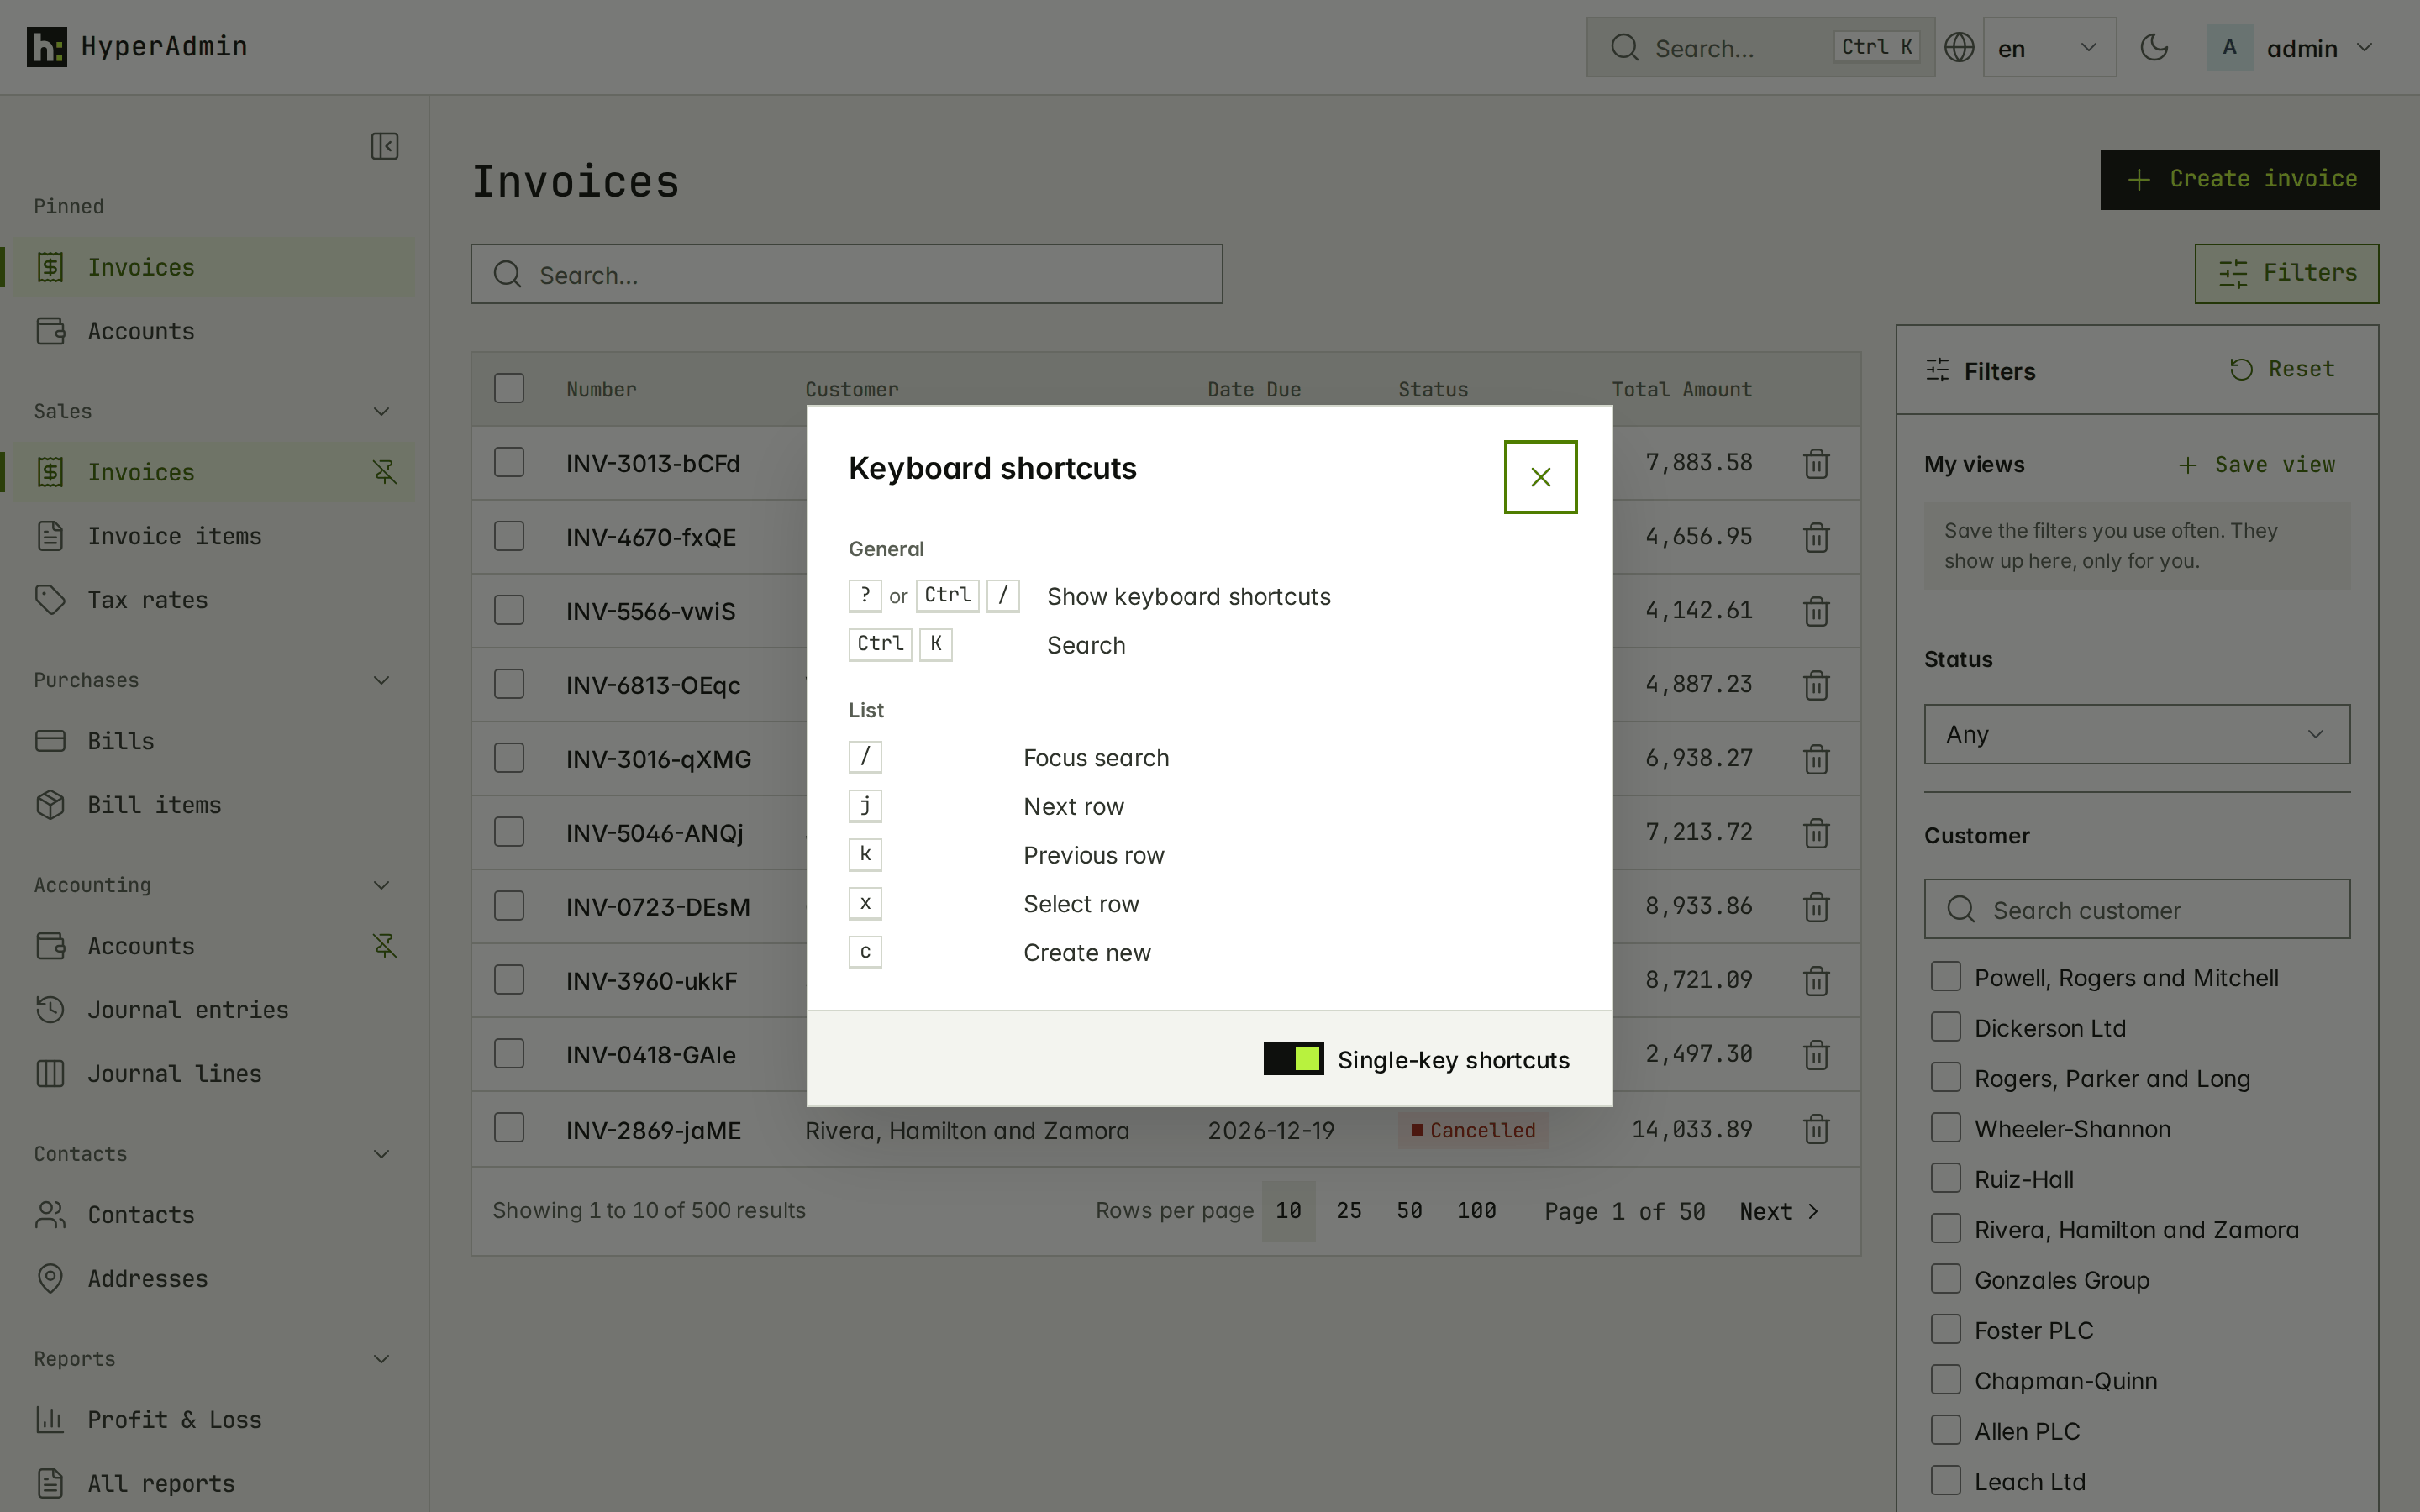 h: HyperAdmin
Search... Ctrl K
en
A admin
Pinned
Invoices
Accounts
Sales
Invoices
Invoice items
Tax rates
Purchases
Bills
Bill items
Accounting
Accounts
Journal entries
Journal lines
Contacts
Contacts
Addresses
Reports
Profit & Loss
All reports
Invoices
Create invoice
Search...
Filters
Number Customer Date Due Status Total Amount
INV-3013-bCFd 7,883.58
INV-4670-fxQE 4,656.95
INV-5566-vwiS 4,142.61
INV-6813-OEqc 4,887.23
INV-3016-qXMG 6,938.27
INV-5046-ANQj 7,213.72
INV-0723-DEsM 8,933.86
INV-3960-ukkF 8,721.09
INV-0418-GAle 2,497.30
INV-2869-jaME Rivera, Hamilton and Zamora 2026-12-19 Cancelled 14,033.89
Showing 1 to 10 of 500 results Rows per page 10 25 50 100 Page 1 of 50 Next
Keyboard shortcuts
General
? or Ctrl / Show keyboard shortcuts
Ctrl K Search
List
/ Focus search
j Next row
k Previous row
x Select row
c Create new
Single-key shortcuts
Filters Reset
My views Save view
Save the filters you use often. They
show up here, only for you.
Status
Any
Customer
Search customer
Powell, Rogers and Mitchell
Dickerson Ltd
Rogers, Parker and Long
Wheeler-Shannon
Ruiz-Hall
Rivera, Hamilton and Zamora
Gonzales Group
Foster PLC
Chapman-Quinn
Allen PLC
Leach Ltd